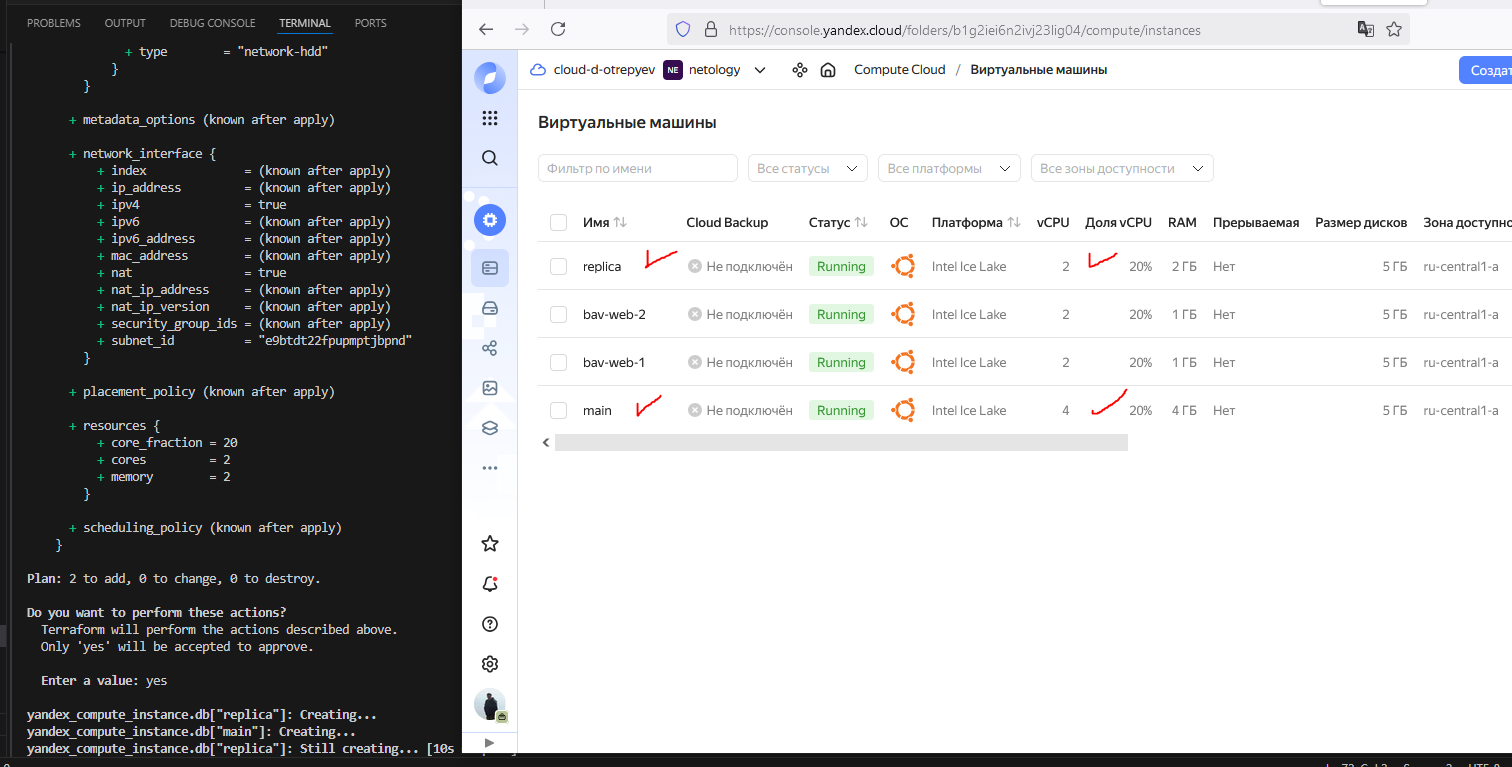 PROBLEMS OUTPUT DEBUG CONSOLE TERMINAL PORTS
+ type = "network-hdd"
}
}
+ metadata_options (known after apply)
+ network_interface {
+ index = (known after apply)
+ ip_address = (known after apply)
+ ipv4 = true
+ ipv6 = (known after apply)
+ ipv6_address = (known after apply)
+ mac_address = (known after apply)
+ nat = true
+ nat_ip_address = (known after apply)
+ nat_ip_version = (known after apply)
+ security_group_ids = (known after apply)
+ subnet_id = "e9btdt22fpupmptjbpnd"
}
+ placement_policy (known after apply)
+ resources {
+ core_fraction = 20
+ cores = 2
+ memory = 2
}
+ scheduling_policy (known after apply)
}
Plan: 2 to add, 0 to change, 0 to destroy.
Do you want to perform these actions?
Terraform will perform the actions described above.
Only 'yes' will be accepted to approve.
Enter a value: yes
yandex_compute_instance.db["replica"]: Creating...
yandex_compute_instance.db["main"]: Creating...
yandex_compute_instance.db["replica"]: Still creating... [10s
https://console.yandex.cloud/folders/b1g2iei6n2ivj23lig04/compute/instances
cloud-d-otrepyev NE netology Compute Cloud / Виртуальные машины Создат
Виртуальные машины
Фильтр по имени Все статусы Все платформы Все зоны доступности
Имя Cloud Backup Статус ОС Платформа vCPU Доля vCPU RAM Прерываемая Размер дисков Зона доступно
replica Не подключён Running Intel Ice Lake 2 20% 2 ГБ Нет 5 ГБ ru-central1-a
bav-web-2 Не подключён Running Intel Ice Lake 2 20% 1 ГБ Нет 5 ГБ ru-central1-a
bav-web-1 Не подключён Running Intel Ice Lake 2 20% 1 ГБ Нет 5 ГБ ru-central1-a
main Не подключён Running Intel Ice Lake 4 20% 4 ГБ Нет 5 ГБ ru-central1-a